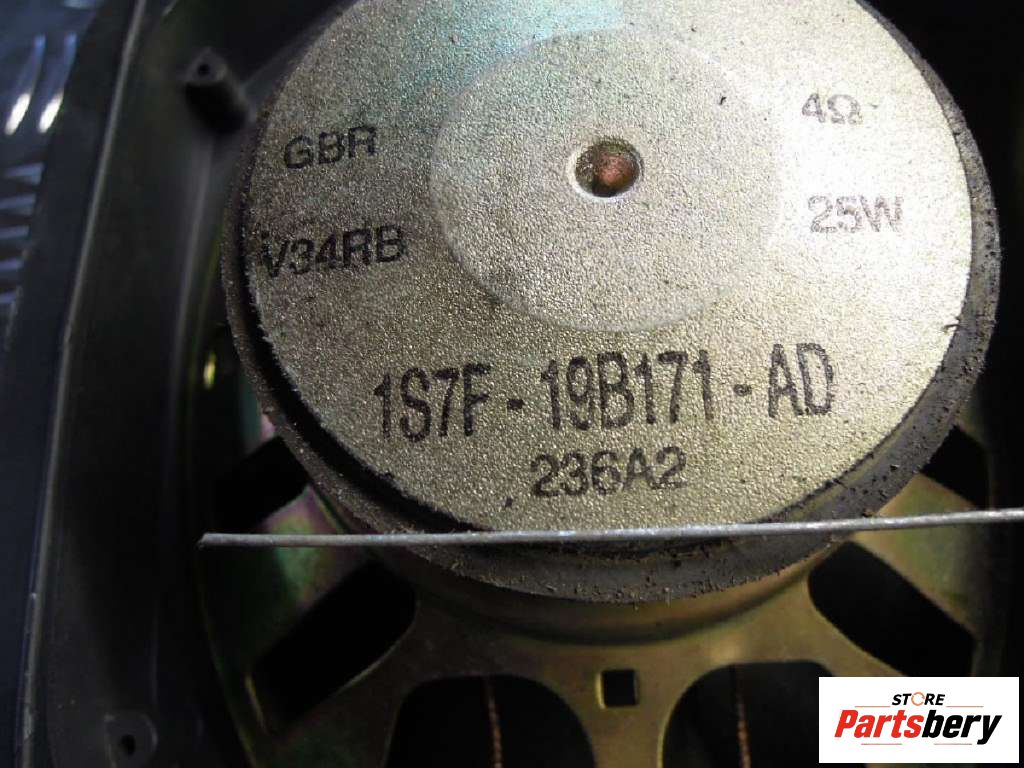 GBR
4Ω
V34RB
25W
1S7F - 19B171 - AD
236A2
STORE
Partsbery